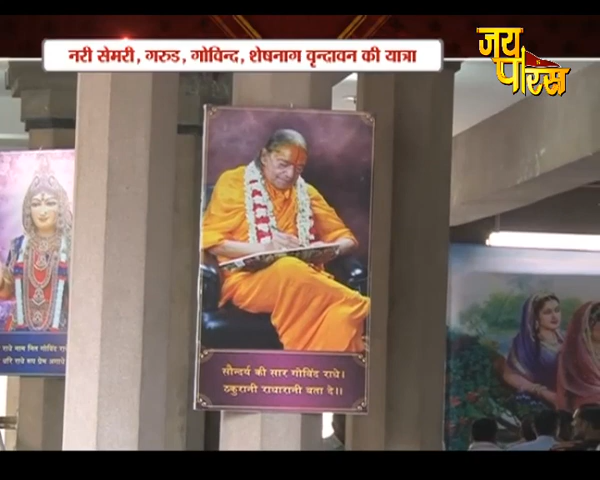 नरी सेमरी, गरुड, गोविन्द, शेषनाग वृन्दावन की यात्रा
जय
पारस
राधे नाम नित गोविंद राधे
सौन्दर्य की सार गोविंद राधे।
ठकुरानी राधारानी बता दे।।